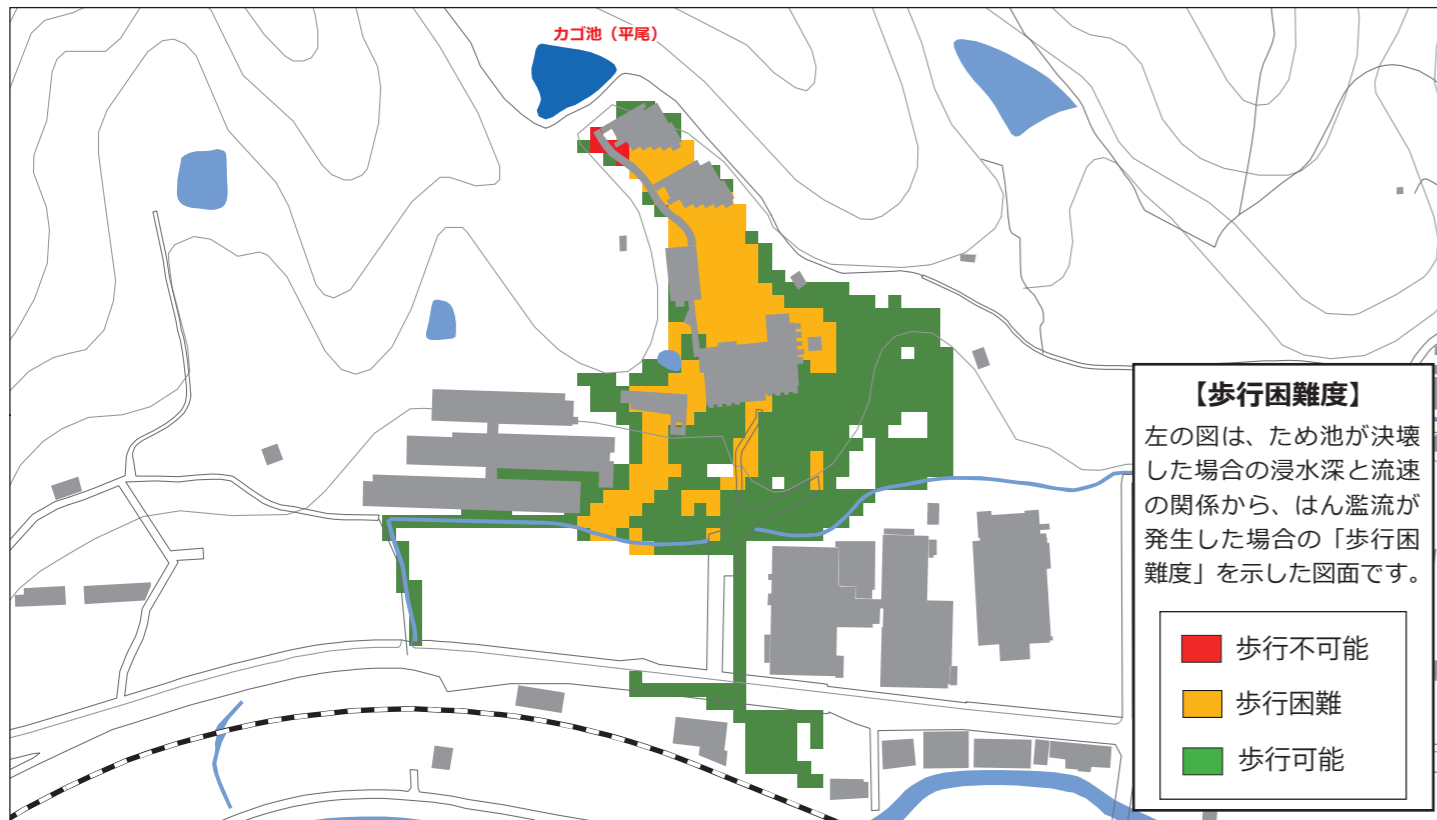 カゴ池（平尾）
【歩行困難度】
左の図は、ため池が決壊
した場合の浸水深と流速
の関係から、はん濫流が
発生した場合の「歩行困
難度」を示した図面です。
歩行不可能
歩行困難
歩行可能